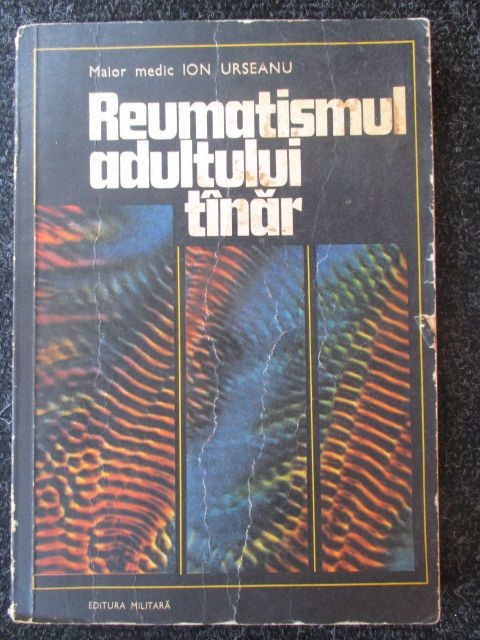 Maior medic ION URSEANU
Reumatismul
adultului
tînăr
EDITURA MILITARĂ